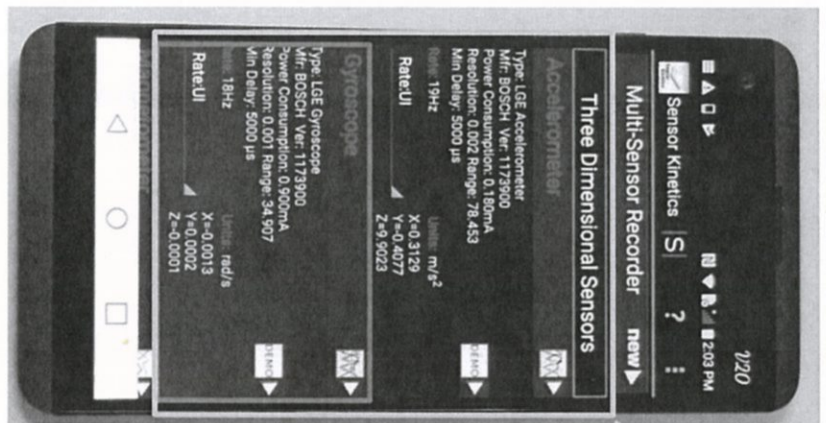 V20
2:03 PM
Sensor Kinetics |S| ?
Multi-Sensor Recorder new
Three Dimensional Sensors
Accelerometer
Type: LGE Accelerometer
Mfr: BOSCH Ver: 1173900
Power Consumption: 0.180mA
Resolution: 0.002 Range: 78.453
Min Delay: 5000 µs
DEMO
Rate: 19Hz Units: m/s²
Rate:UI
X=0.3129
Y=-0.4077
Z=9.9023
Gyroscope
Type: LGE Gyroscope
Mfr: BOSCH Ver: 1173900
Power Consumption: 0.900mA
Resolution: 0.001 Range: 34.907
Min Delay: 5000 µs
DEMO
Rate: 18Hz Units: rad/s
Rate:UI
X=-0.0013
Y=0.0002
Z=-0.0001
Magnetometer